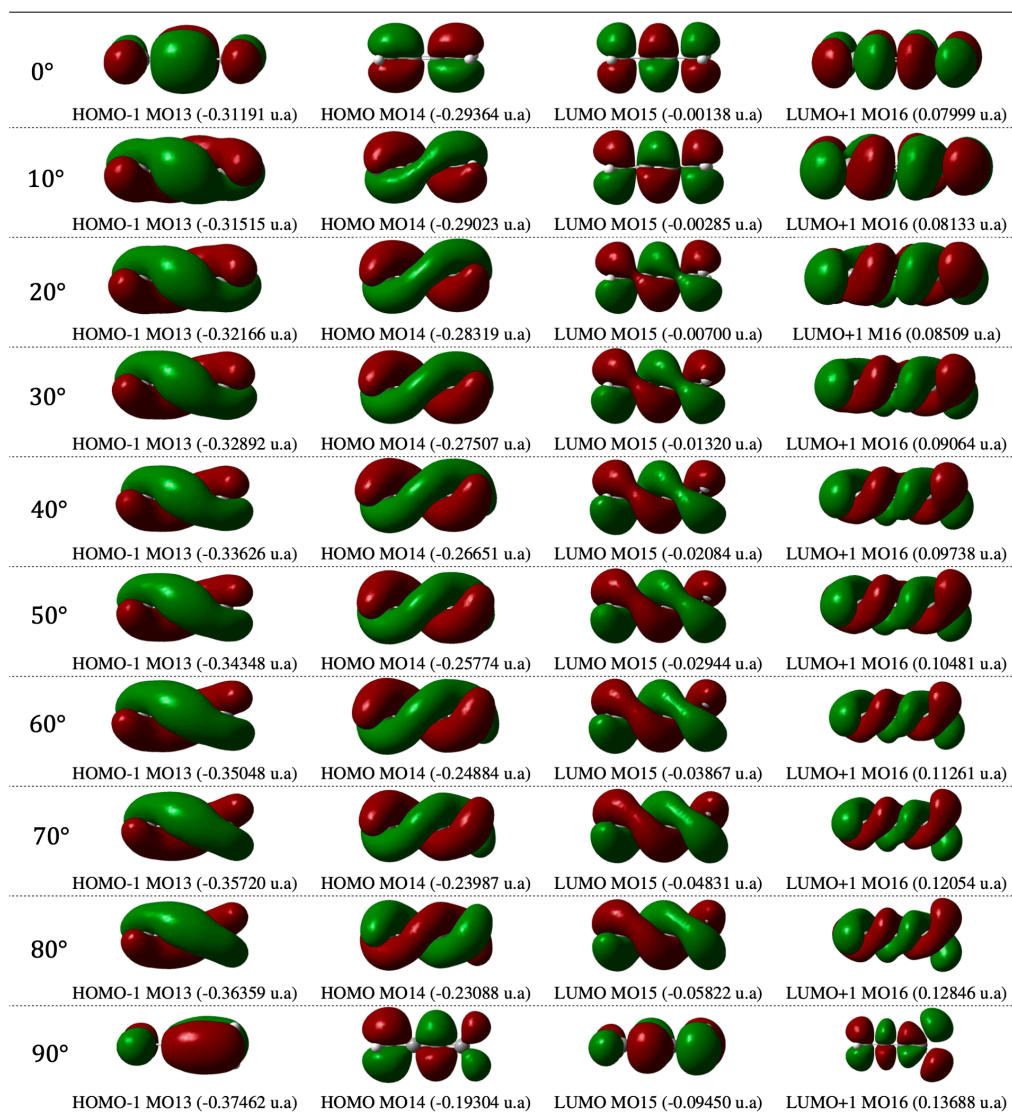 0°
HOMO-1 MO13 (-0.31191 u.a) HOMO MO14 (-0.29364 u.a) LUMO MO15 (-0.00138 u.a) LUMO+1 MO16 (0.07999 u.a)
10°
HOMO-1 MO13 (-0.31515 u.a) HOMO MO14 (-0.29023 u.a) LUMO MO15 (-0.00285 u.a) LUMO+1 MO16 (0.08133 u.a)
20°
HOMO-1 MO13 (-0.32166 u.a) HOMO MO14 (-0.28319 u.a) LUMO MO15 (-0.00700 u.a) LUMO+1 M16 (0.08509 u.a)
30°
HOMO-1 MO13 (-0.32892 u.a) HOMO MO14 (-0.27507 u.a) LUMO MO15 (-0.01320 u.a) LUMO+1 MO16 (0.09064 u.a)
40°
HOMO-1 MO13 (-0.33626 u.a) HOMO MO14 (-0.26651 u.a) LUMO MO15 (-0.02084 u.a) LUMO+1 MO16 (0.09738 u.a)
50°
HOMO-1 MO13 (-0.34348 u.a) HOMO MO14 (-0.25774 u.a) LUMO MO15 (-0.02944 u.a) LUMO+1 MO16 (0.10481 u.a)
60°
HOMO-1 MO13 (-0.35048 u.a) HOMO MO14 (-0.24884 u.a) LUMO MO15 (-0.03867 u.a) LUMO+1 MO16 (0.11261 u.a)
70°
HOMO-1 MO13 (-0.35720 u.a) HOMO MO14 (-0.23987 u.a) LUMO MO15 (-0.04831 u.a) LUMO+1 MO16 (0.12054 u.a)
80°
HOMO-1 MO13 (-0.36359 u.a) HOMO MO14 (-0.23088 u.a) LUMO MO15 (-0.05822 u.a) LUMO+1 MO16 (0.12846 u.a)
90°
HOMO-1 MO13 (-0.37462 u.a) HOMO MO14 (-0.19304 u.a) LUMO MO15 (-0.09450 u.a) LUMO+1 MO16 (0.13688 u.a)